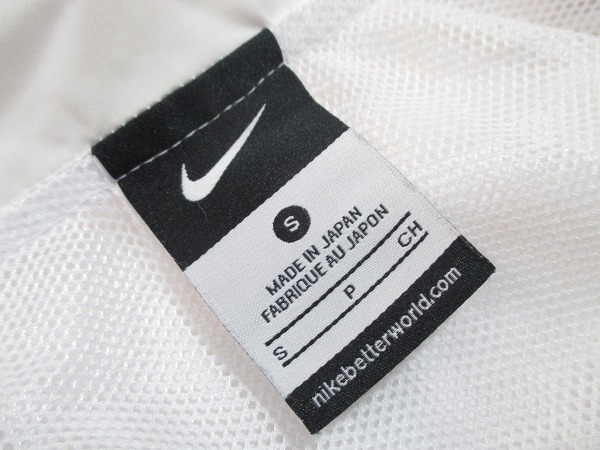 S
MADE IN JAPAN
FABRIQUE AU JAPON
S P CH
nikebetterworld.com